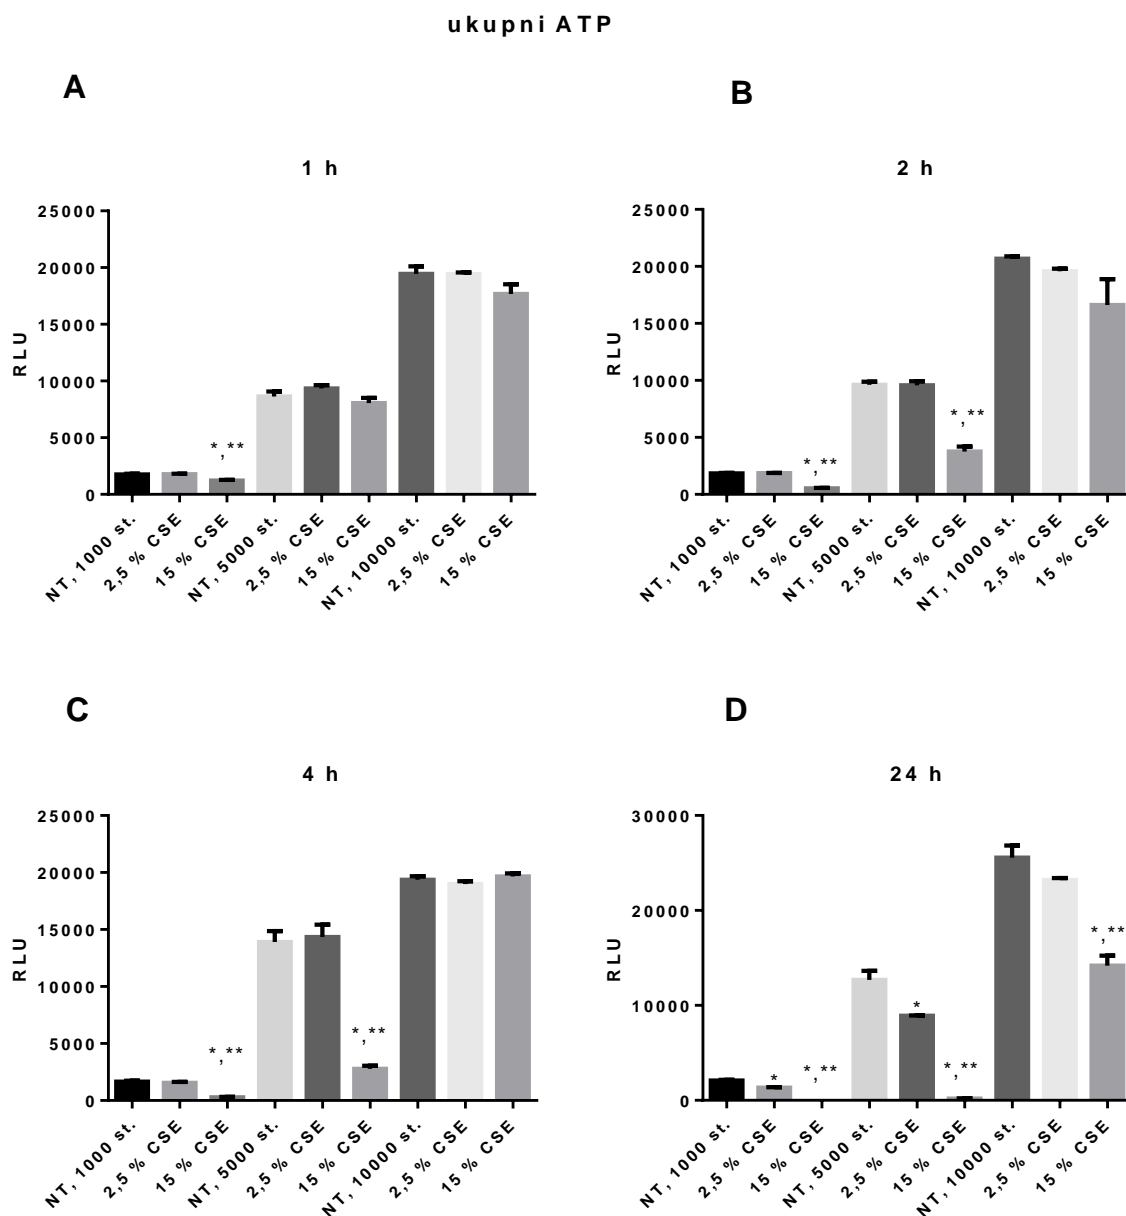 ukupni ATP
A
1 h
25000
20000
15000
10000
5000
0
RLU
*,**
NT, 1000 st.
2,5 % CSE
15 % CSE
NT, 5000 st.
2,5 % CSE
15 % CSE
NT, 10000 st.
2,5 % CSE
15 % CSE
B
2 h
25000
20000
15000
10000
5000
0
RLU
*,**
*,**
NT, 1000 st.
2,5 % CSE
15 % CSE
NT, 5000 st.
2,5 % CSE
15 % CSE
NT, 10000 st.
2,5 % CSE
15 % CSE
C
4 h
25000
20000
15000
10000
5000
0
RLU
*,**
*,**
NT, 1000 st.
2,5 % CSE
15 % CSE
NT, 5000 st.
2,5 % CSE
15 % CSE
NT, 10000 st.
2,5 % CSE
15 % CSE
D
24 h
30000
20000
10000
0
RLU
*
*,**
*
*,**
*,**
NT, 1000 st.
2,5 % CSE
15 % CSE
NT, 5000 st.
2,5 % CSE
15 % CSE
NT, 10000 st.
2,5 % CSE
15 % CSE